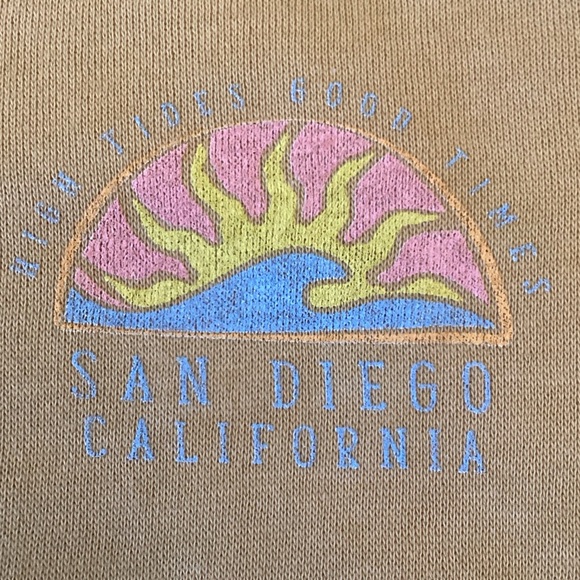 HIGH TIDES GOOD TIMES
SAN DIEGO
CALIFORNIA